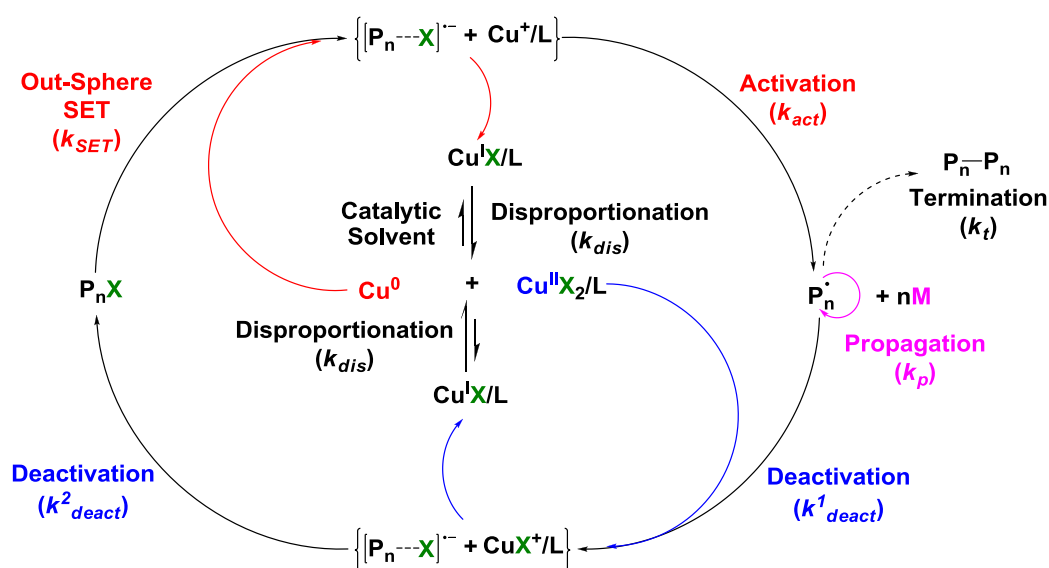 {[Pn---X]•− + Cu+/L}
Out-Sphere
SET
(kSET)
Activation
(kact)
CuIX/L
Pn—Pn
Termination
(kt)
Catalytic
Solvent
Disproportionation
(kdis)
PnX
Cu0 + CuIIX2/L
Pn• + nM
Disproportionation
(kdis)
Propagation
(kp)
CuIX/L
Deactivation
(k2deact)
Deactivation
(k1deact)
{[Pn---X]•− + CuX+/L}